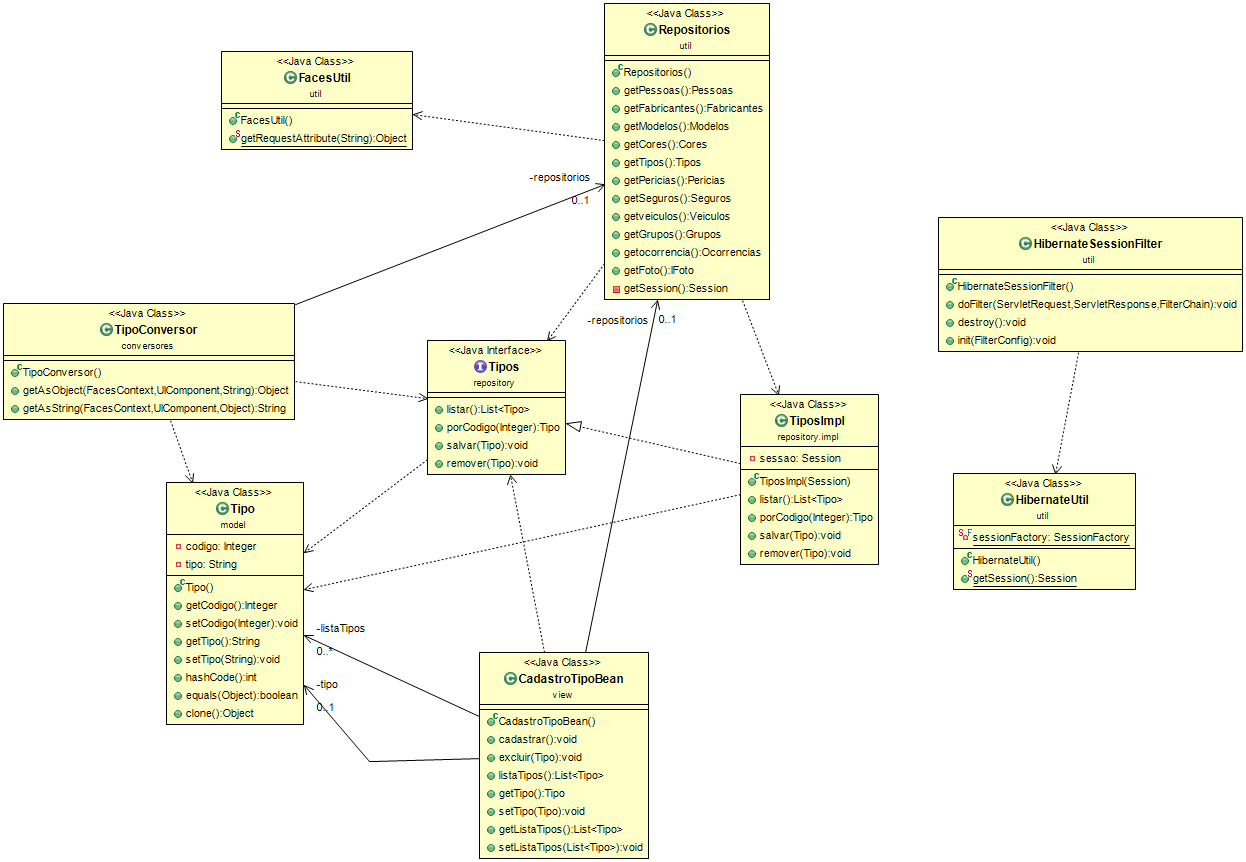 <<Java Class>>
Repositorios
util
Repositorios()
getPessoas():Pessoas
getFabricantes():Fabricantes
getModelos():Modelos
getCores():Cores
getTipos():Tipos
getPericias():Pericias
getSeguros():Seguros
getveiculos():Veiculos
getGrupos():Grupos
getocorrencia():Ocorrencias
getFoto():IFoto
getSession():Session
<<Java Class>>
FacesUtil
util
FacesUtil()
getRequestAttribute(String):Object
-repositorios
0..1
<<Java Class>>
HibernateSessionFilter
util
HibernateSessionFilter()
doFilter(ServletRequest,ServletResponse,FilterChain):void
destroy():void
init(FilterConfig):void
<<Java Class>>
TipoConversor
conversores
TipoConversor()
getAsObject(FacesContext,UIComponent,String):Object
getAsString(FacesContext,UIComponent,Object):String
-repositorios
0..1
<<Java Interface>>
Tipos
repository
listar():List<Tipo>
porCodigo(Integer):Tipo
salvar(Tipo):void
remover(Tipo):void
<<Java Class>>
TiposImpl
repository.impl
sessao: Session
TiposImpl(Session)
listar():List<Tipo>
porCodigo(Integer):Tipo
salvar(Tipo):void
remover(Tipo):void
<<Java Class>>
HibernateUtil
util
sessionFactory: SessionFactory
HibernateUtil()
getSession():Session
<<Java Class>>
Tipo
model
codigo: Integer
tipo: String
Tipo()
getCodigo():Integer
setCodigo(Integer):void
getTipo():String
setTipo(String):void
hashCode():int
equals(Object):boolean
clone():Object
-listaTipos
0..*
-tipo
0..1
<<Java Class>>
CadastroTipoBean
view
CadastroTipoBean()
cadastrar():void
excluir(Tipo):void
listaTipos():List<Tipo>
getTipo():Tipo
setTipo(Tipo):void
getListaTipos():List<Tipo>
setListaTipos(List<Tipo>):void